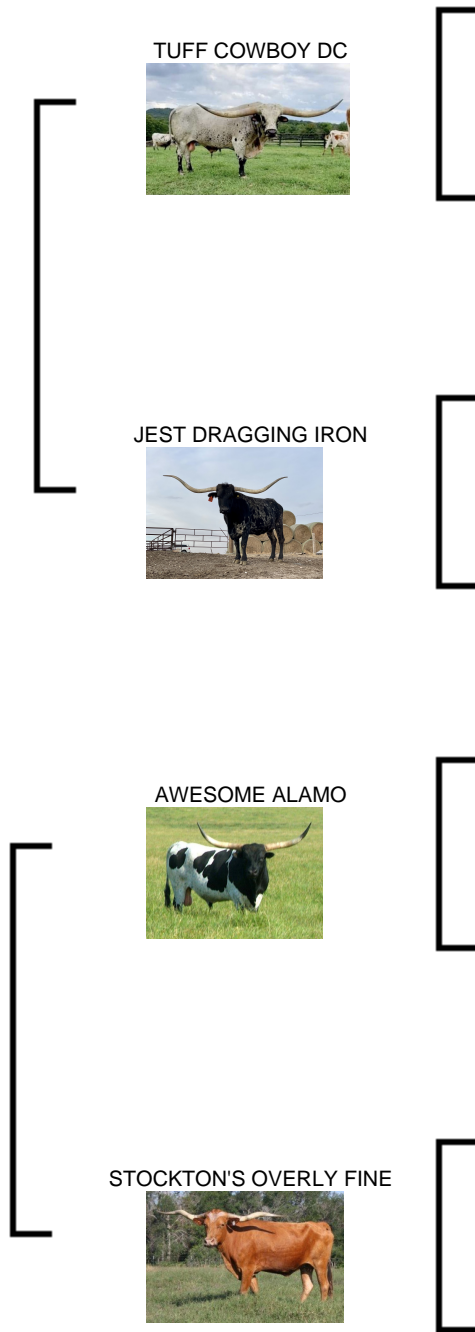 TUFF COWBOY DC
JEST DRAGGING IRON
AWESOME ALAMO
STOCKTON'S OVERLY FINE